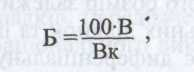 Б = 100·В / Вк ;